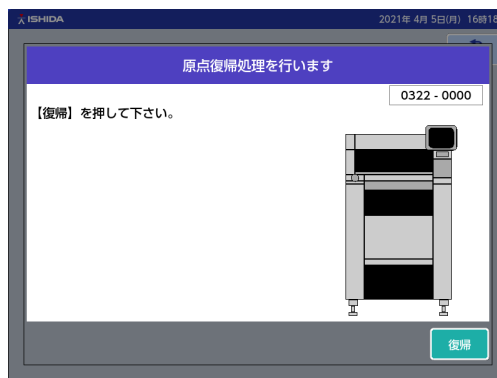 ISHIDA
2021年 4月 5日(月) 16時18
原点復帰処理を行います
0322 - 0000
【復帰】を押して下さい。
復帰